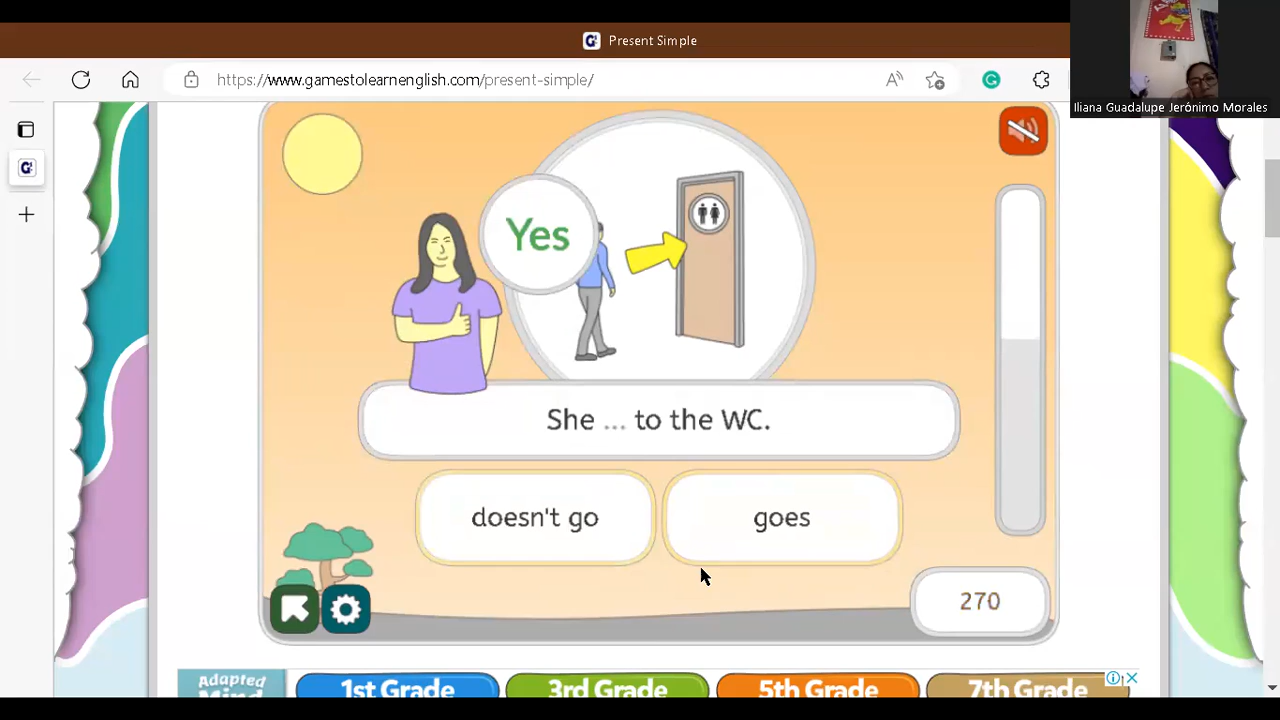 Present Simple
https://www.gamestolearnenglish.com/present-simple/
Iliana Guadalupe Jerónimo Morales
Yes
She ... to the WC.
doesn't go
goes
270
Adapted
Mind
1st Grade
3rd Grade
5th Grade
7th Grade